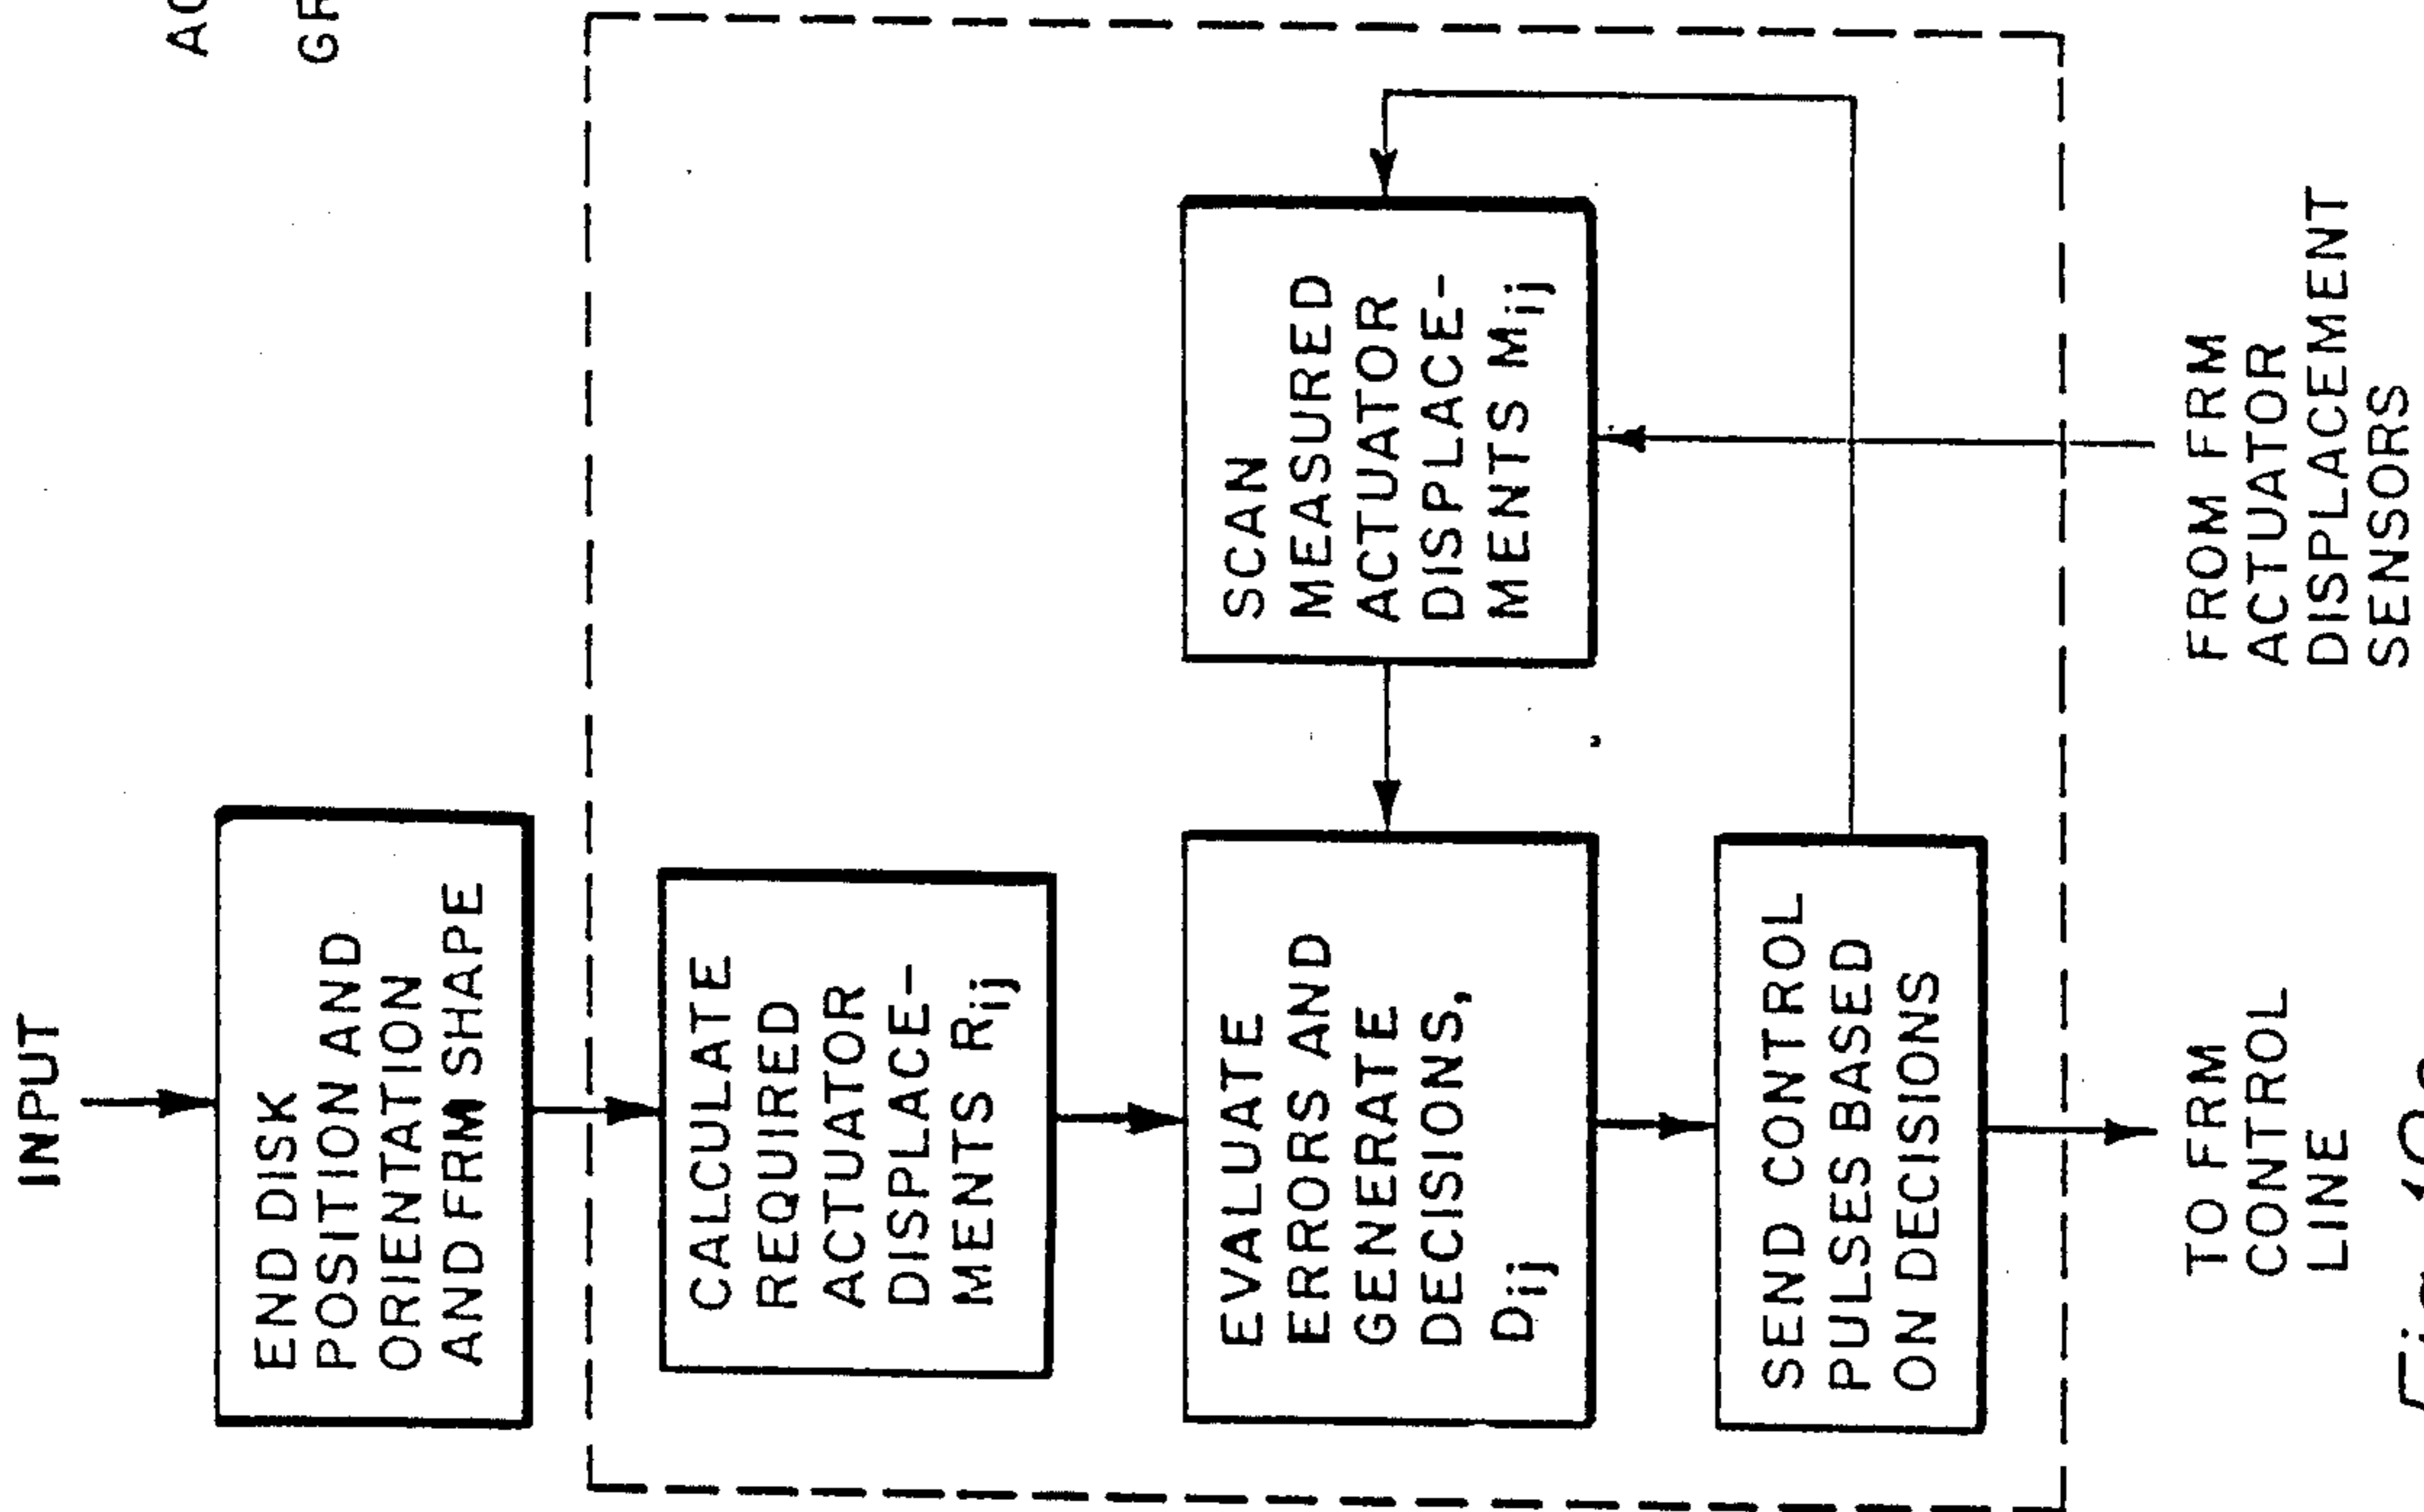 INPUT
END DISK
POSITION AND
ORIENTATION
AND FRM SHAPE
CALCULATE
REQUIRED
ACTUATOR
DISPLACE-
MENTS Rij
EVALUATE
ERRORS AND
GENERATE
DECISIONS,
Dij
SCAN
MEASURED
ACTUATOR
DISPLACE-
MENTS Mij
SEND CONTROL
PULSES BASED
ON DECISIONS
TO FRM
CONTROL
LINE
FROM FRM
ACTUATOR
DISPLACEMENT
SENSORS